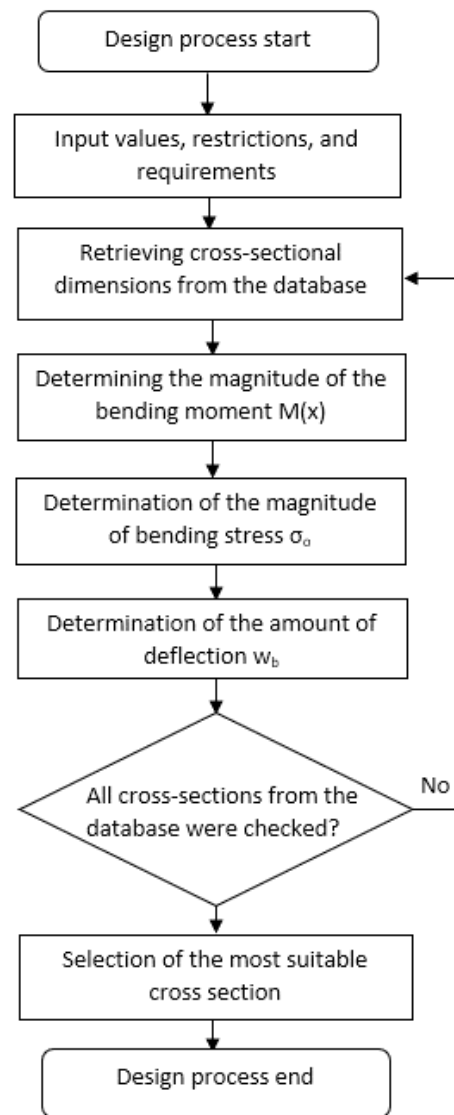 Design process start
Input values, restrictions, and
requirements
Retrieving cross-sectional
dimensions from the database
Determining the magnitude of the
bending moment M(x)
Determination of the magnitude
of bending stress σₒ
Determination of the amount of
deflection w_b
All cross-sections from the
database were checked?
No
Selection of the most suitable
cross section
Design process end